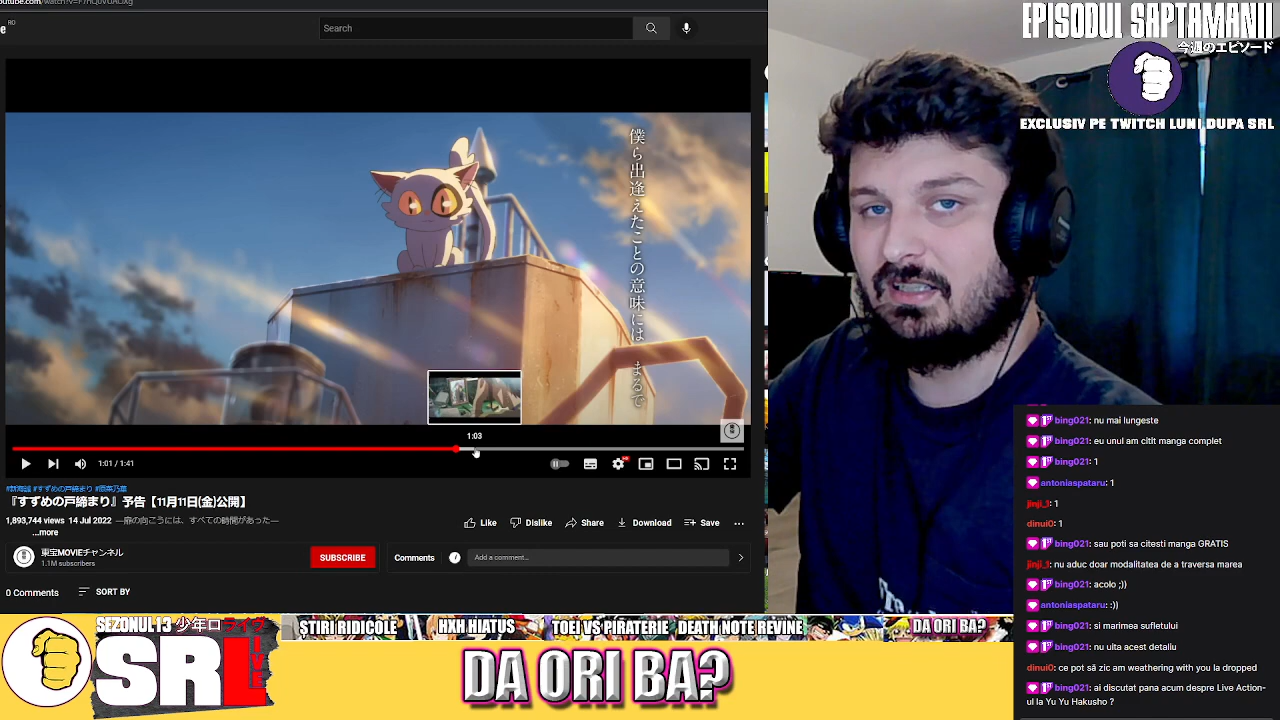 RO
Search
僕ら出逢えたことの意味には まるで
1:03
1:01 / 1:41
#新海誠 #すずめの戸締まり #原菜乃華
『すずめの戸締まり』予告【11月11日(金)公開】
1,893,744 views 14 Jul 2022 —扉の向こうには、すべての時間があった—
...more
Like
Dislike
Share
Download
Save
東宝MOVIEチャンネル
1.1M subscribers
SUBSCRIBE
Comments
Add a comment...
0 Comments
SORT BY
EPISODUL SAPTAMANII
今週のエピソード
EXCLUSIV PE TWITCH LUNI DUPA SRL
bing021: nu mai lungeste
bing021: eu unul am citit manga complet
bing021: 1
antoniaspataru: 1
jinji_1: 1
dinui0: 1
bing021: sau poti sa citesti manga GRATIS
jinji_1: nu aduc doar modalitatea de a traversa marea
bing021: acolo ;))
antoniaspataru: :))
bing021: si marimea sufletului
bing021: nu uita acest detaliu
dinui0: ce pot să zic am weathering with you la dropped
bing021: ai discutat pana acum despre Live Action-
ul la Yu Yu Hakusho ?
SEZONUL 13 少年ロライヴ
SRL
LIVE
ȘTIRI RIDICOLE
HXH HIATUS
TOEI VS PIRATERIE
DEATH NOTE REVINE
DA ORI BA?
DA ORI BA?